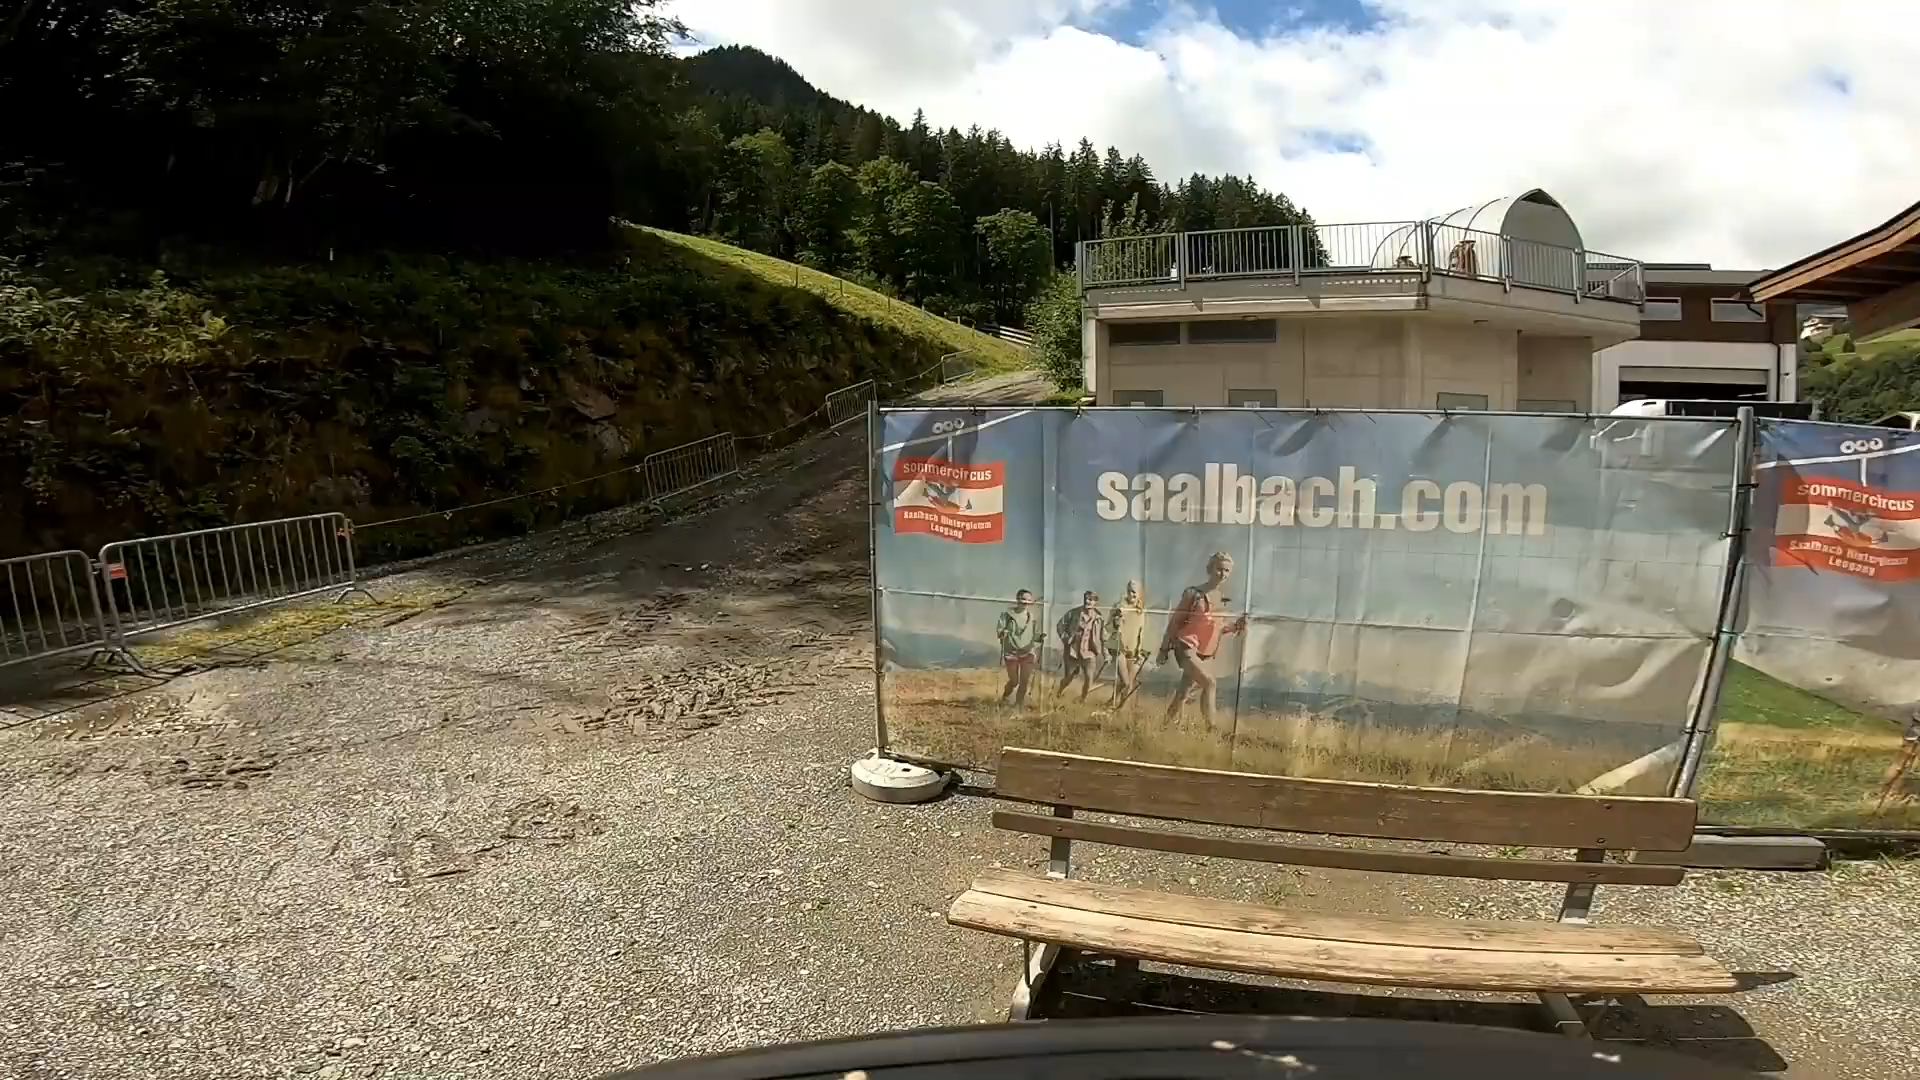 sommercircus
Saalbach Hinterglemm
Leogang
saalbach.com
sommercircus
Saalbach Hinterglemm
Leogang